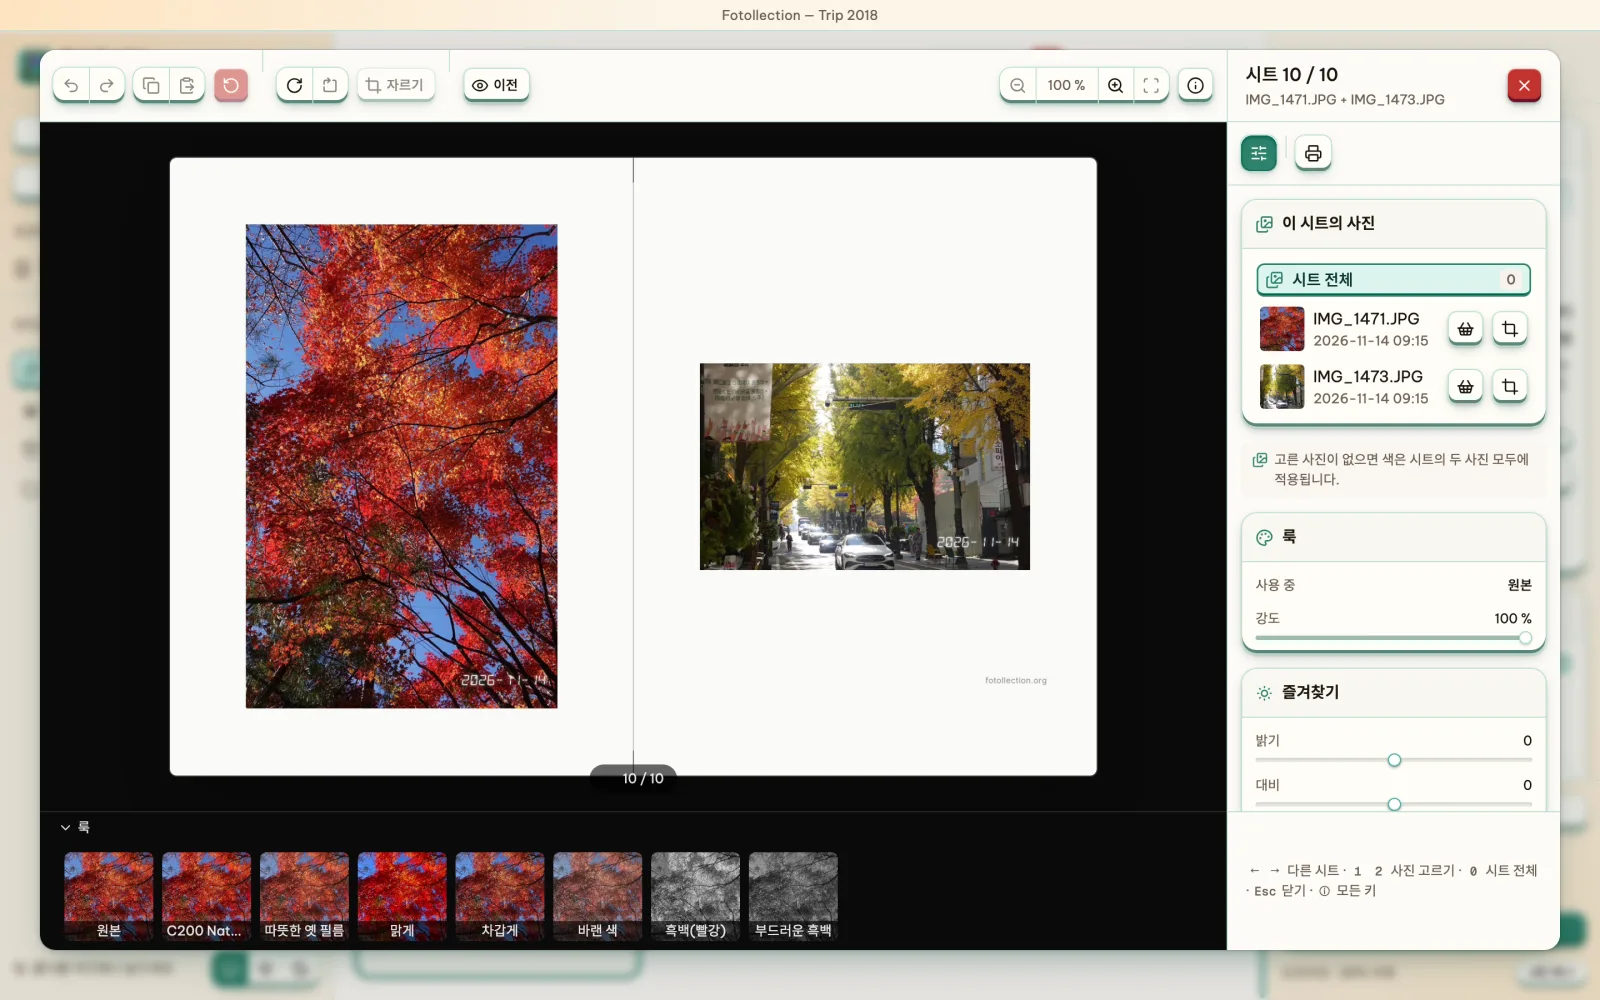 Fotollection — Trip 2018
자르기
이전
100 %
시트 10 / 10
IMG_1471.JPG + IMG_1473.JPG
이 시트의 사진
시트 전체
0
IMG_1471.JPG
2026-11-14 09:15
IMG_1473.JPG
2026-11-14 09:15
고른 사진이 없으면 색은 시트의 두 사진 모두에
적용됩니다.
룩
사용 중
원본
강도
100 %
즐겨찾기
밝기
0
대비
0
← → 다른 시트 · 1 2 사진 고르기 · 0 시트 전체
· Esc 닫기 · ⓘ 모든 키
2026-11-14
2026-11-14
fotollection.org
10 / 10
룩
원본
C200 Nat...
따뜻한 옛 필름
맑게
차갑게
바랜 색
흑백(빨강)
부드러운 흑백